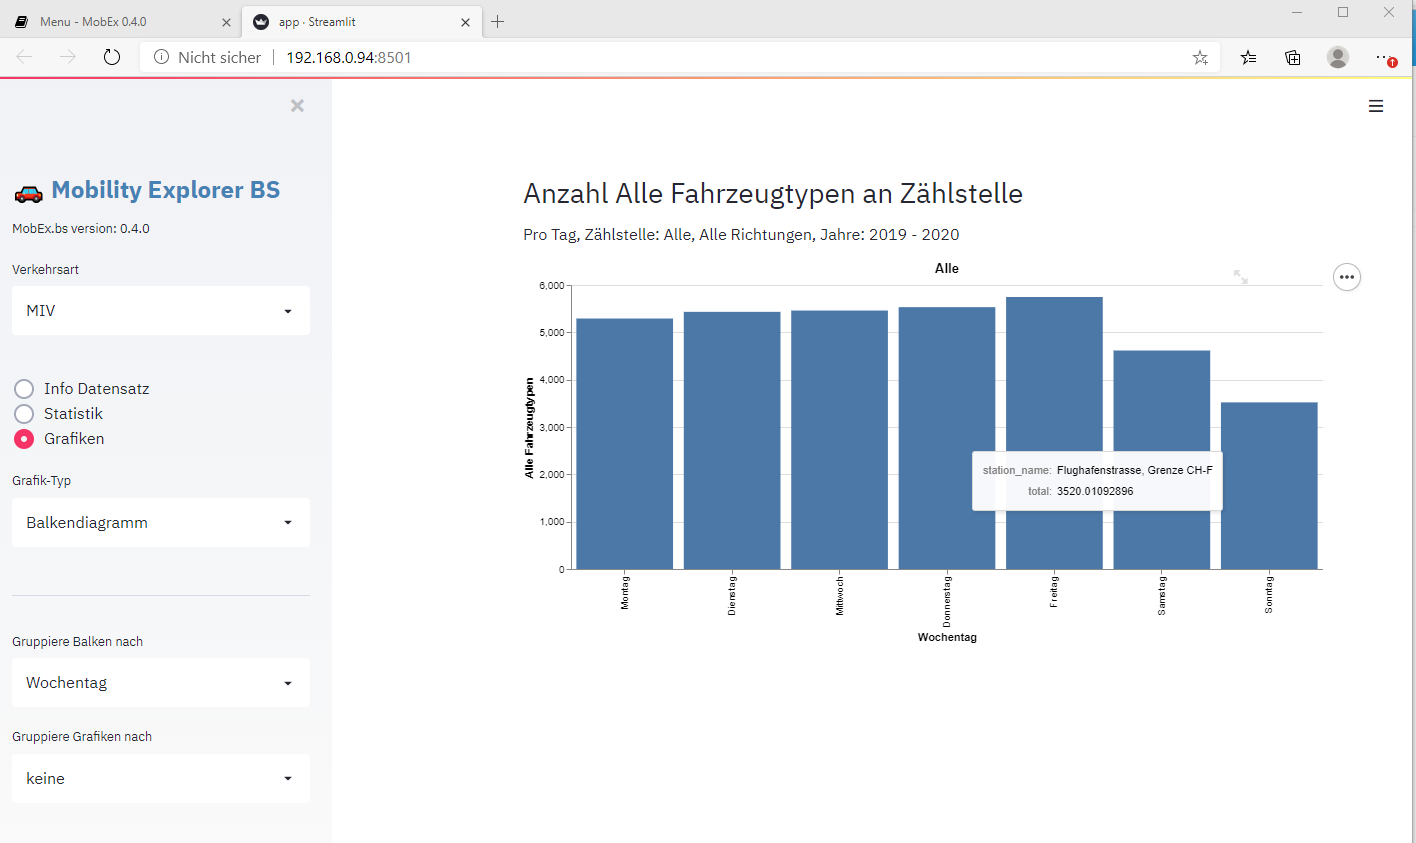 Menu - MobEx 0.4.0
app · Streamlit
Nicht sicher | 192.168.0.94:8501
Mobility Explorer BS
MobEx.bs version: 0.4.0
Verkehrsart
MIV
Info Datensatz
Statistik
Grafiken
Grafik-Typ
Balkendiagramm
Gruppiere Balken nach
Wochentag
Gruppiere Grafiken nach
keine
Anzahl Alle Fahrzeugtypen an Zählstelle
Pro Tag, Zählstelle: Alle, Alle Richtungen, Jahre: 2019 - 2020
Alle
6,000
5,000
4,000
3,000
2,000
1,000
0
Alle Fahrzeugtypen
station_name: Flughafenstrasse, Grenze CH-F
total: 3520.01092896
Montag
Dienstag
Mittwoch
Donnerstag
Freitag
Samstag
Sonntag
Wochentag